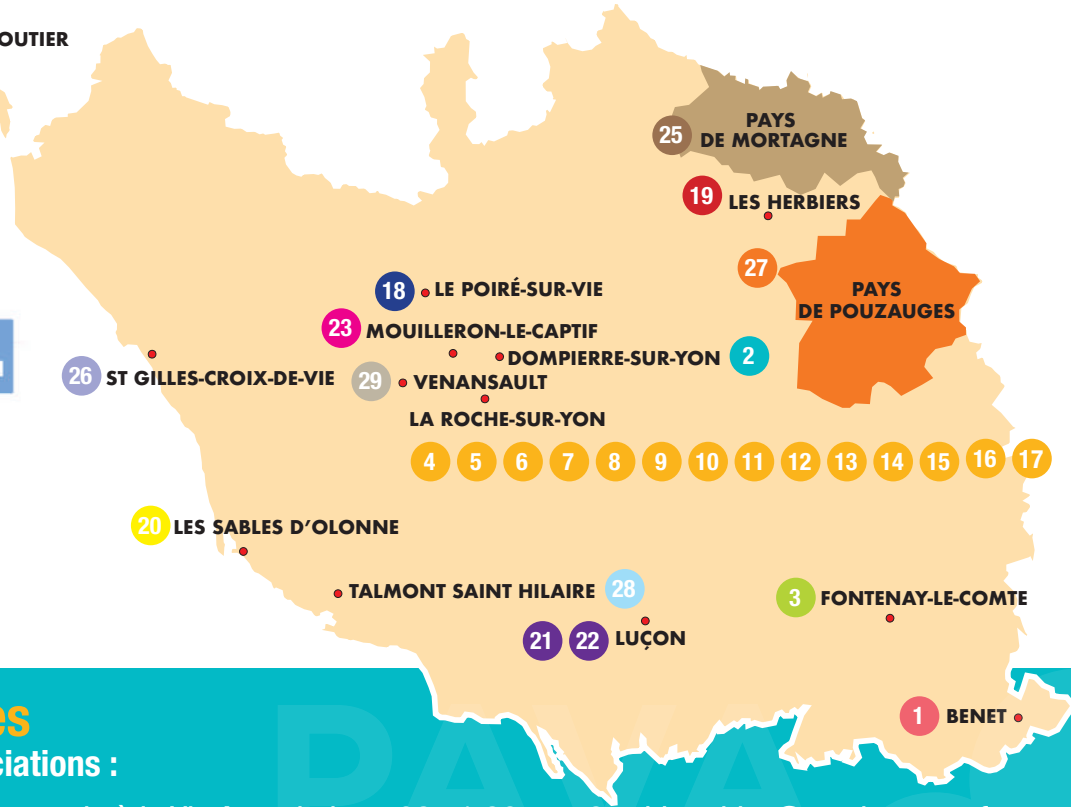 OUTIER
PAYS
DE MORTAGNE
25
19 LES HERBIERS
27
PAYS
DE POUZAUGES
18 LE POIRÉ-SUR-VIE
23 MOUILLERON-LE-CAPTIF
DOMPIERRE-SUR-YON 2
26 ST GILLES-CROIX-DE-VIE
29 VENANSAULT
LA ROCHE-SUR-YON
4 5 6 7 8 9 10 11 12 13 14 15 16 17
20 LES SABLES D'OLONNE
TALMONT SAINT HILAIRE 28
3 FONTENAY-LE-COMTE
21 22 LUÇON
1 BENET
es
ciations :